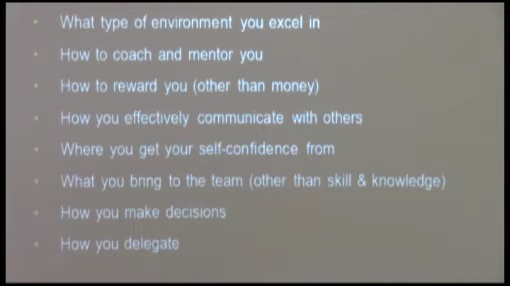 What type of environment you excel in
How to coach and mentor you
How to reward you (other than money)
How you effectively communicate with others
Where you get your self-confidence from
What you bring to the team (other than skill & knowledge)
How you make decisions
How you delegate